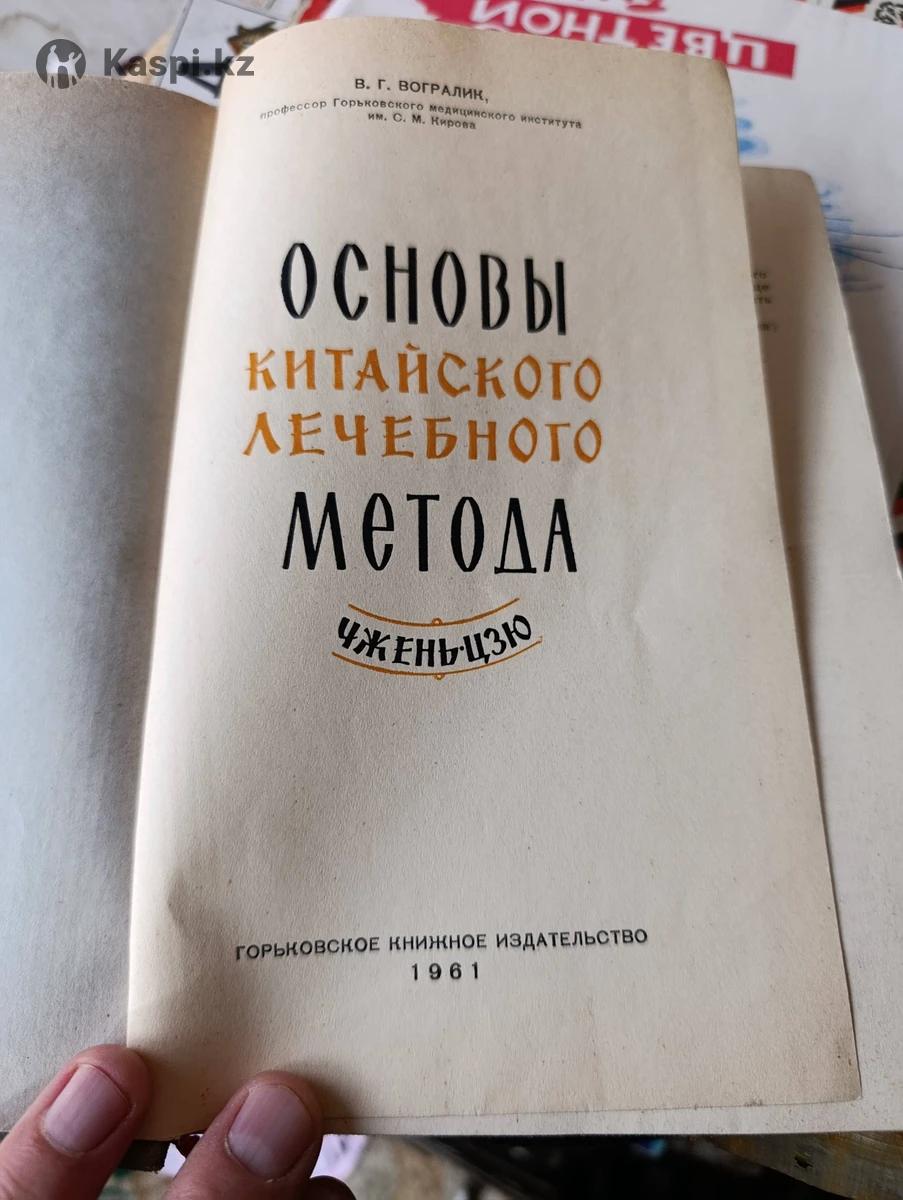 Kaspi.kz
ЦВЕТНОЙ
В. Г. ВОГРАЛИК,
профессор Горьковского медицинского института
им. С. М. Кирова
ОСНОВЫ
КИТАЙСКОГО
ЛЕЧЕБНОГО
МЕТОДА
ЧЖЕНЬ-ЦЗЮ
ГОРЬКОВСКОЕ КНИЖНОЕ ИЗДАТЕЛЬСТВО
1961